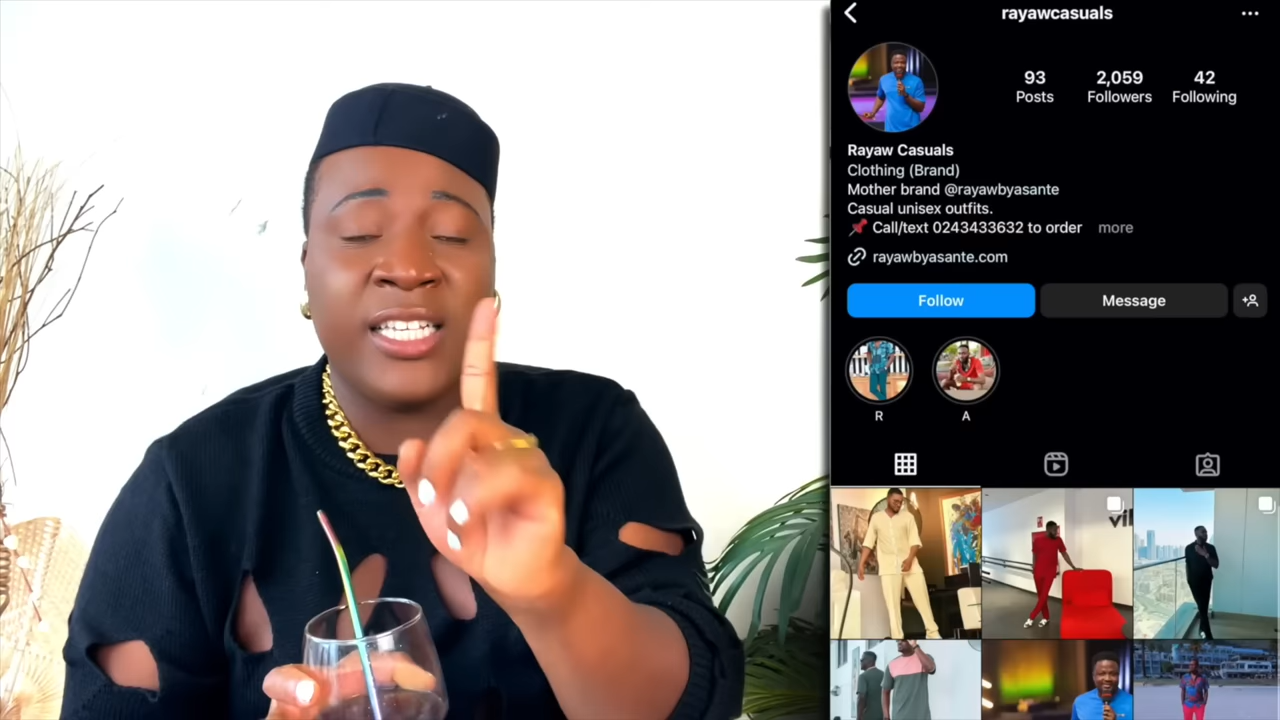 rayawcasuals
93
Posts
2,059
Followers
42
Following
Rayaw Casuals
Clothing (Brand)
Mother brand @rayawbyasante
Casual unisex outfits.
📌 Call/text 0243433632 to order more
rayawbyasante.com
Follow
Message
R
A